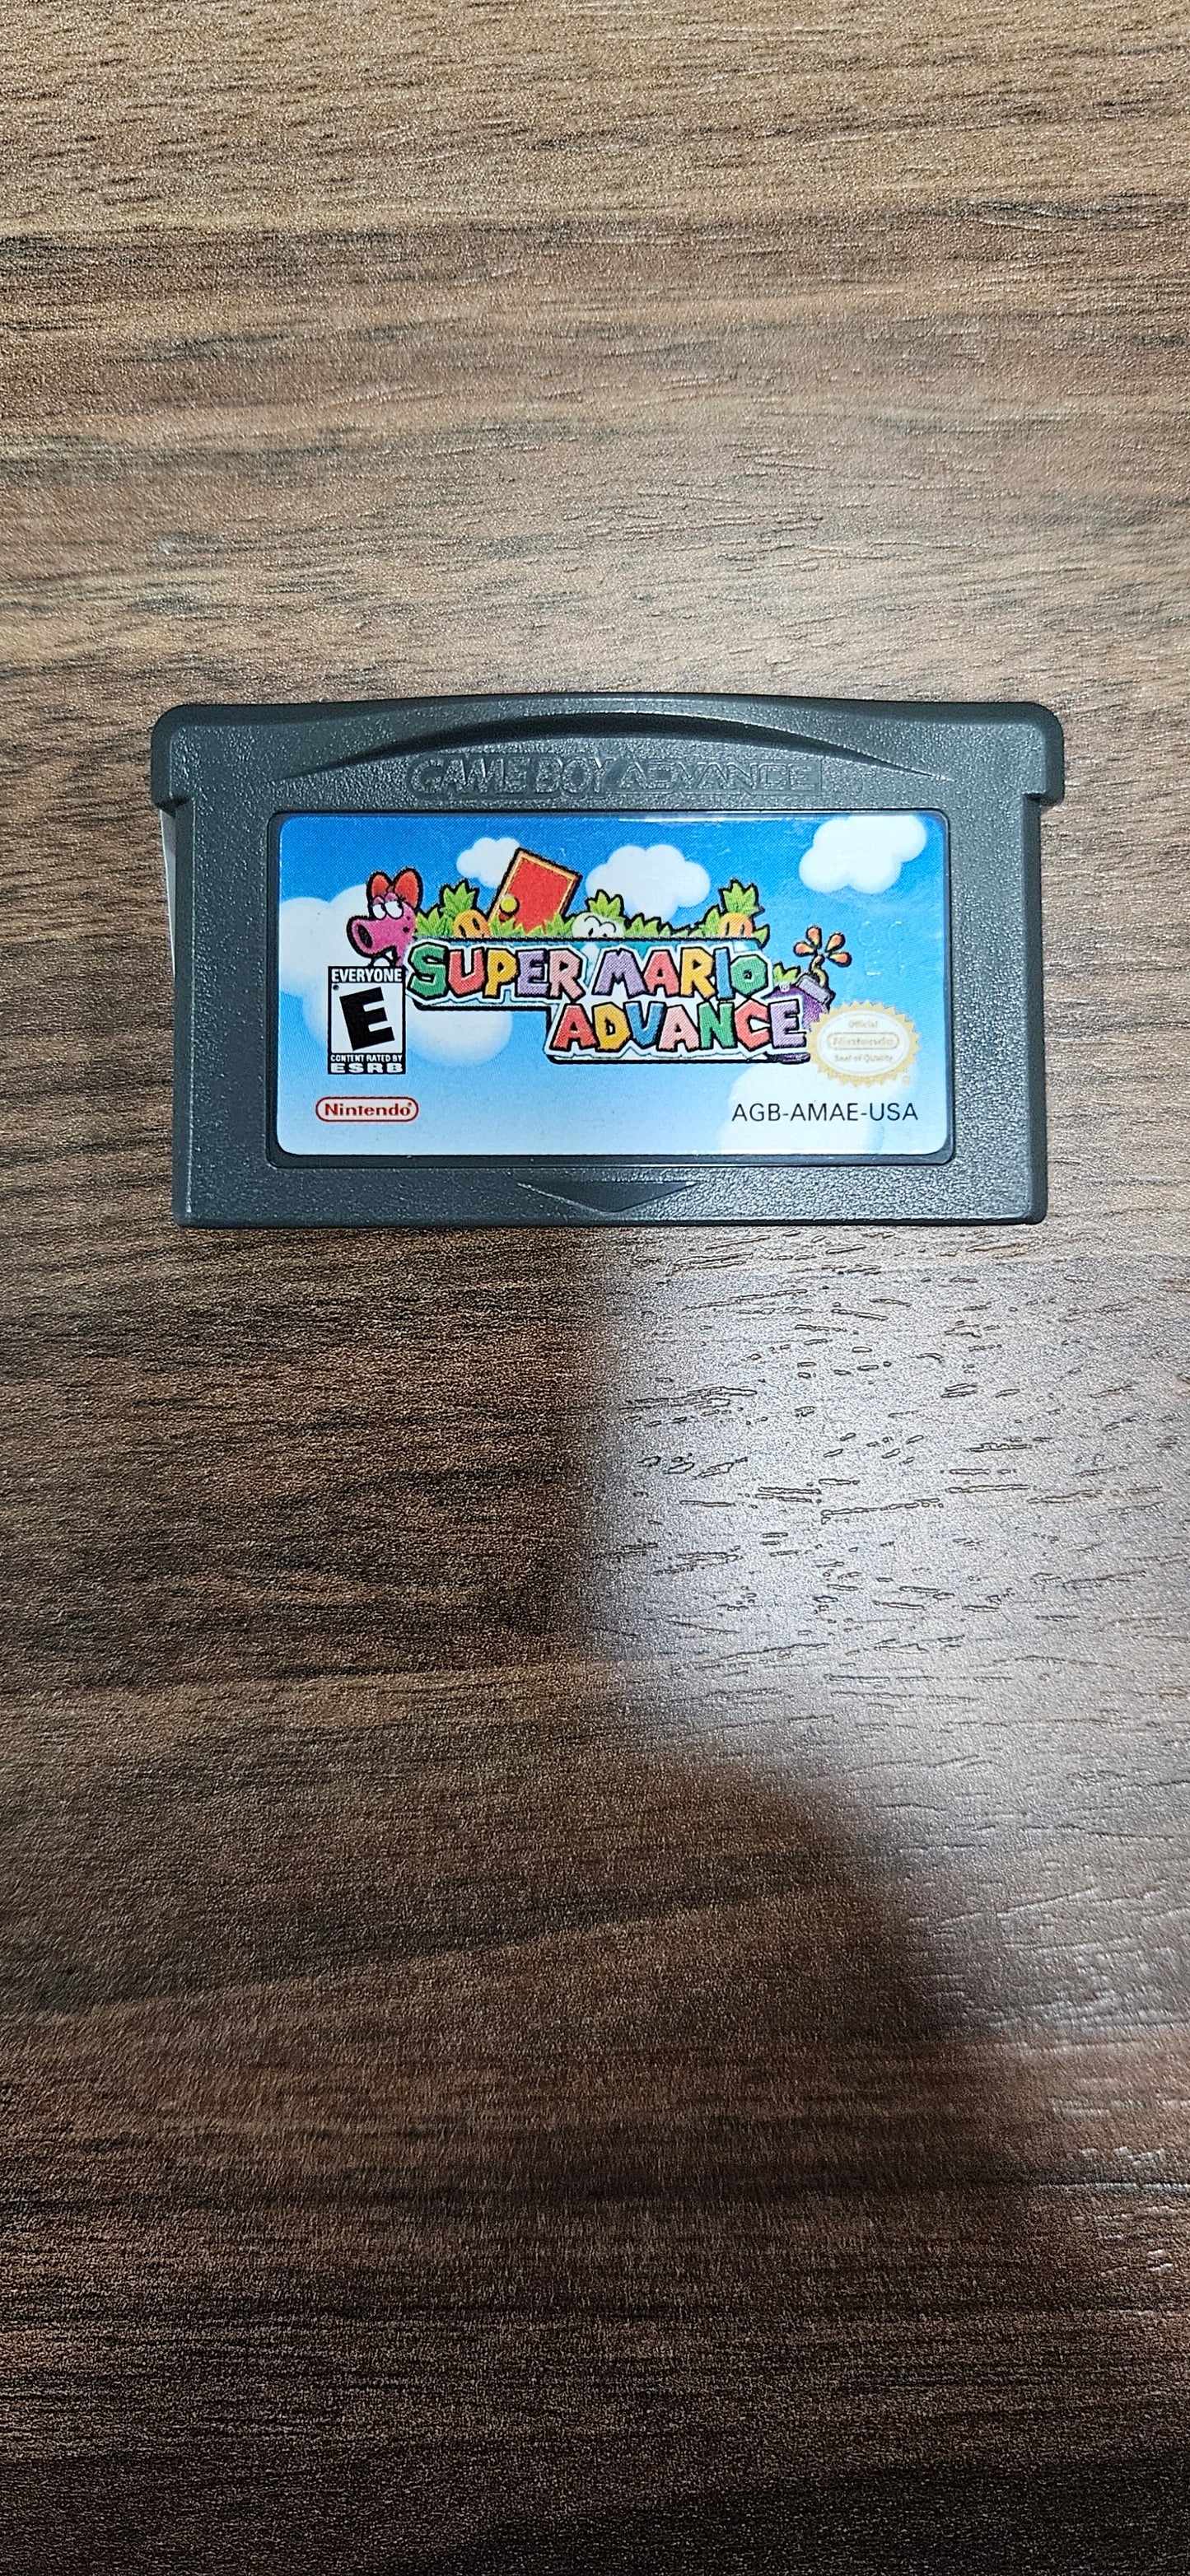 GAME BOY ADVANCE
SUPER MARIO
ADVANCE
EVERYONE
E
CONTENT RATED BY
ESRB
Official
Nintendo
Seal of Quality
Nintendo®
AGB-AMAE-USA